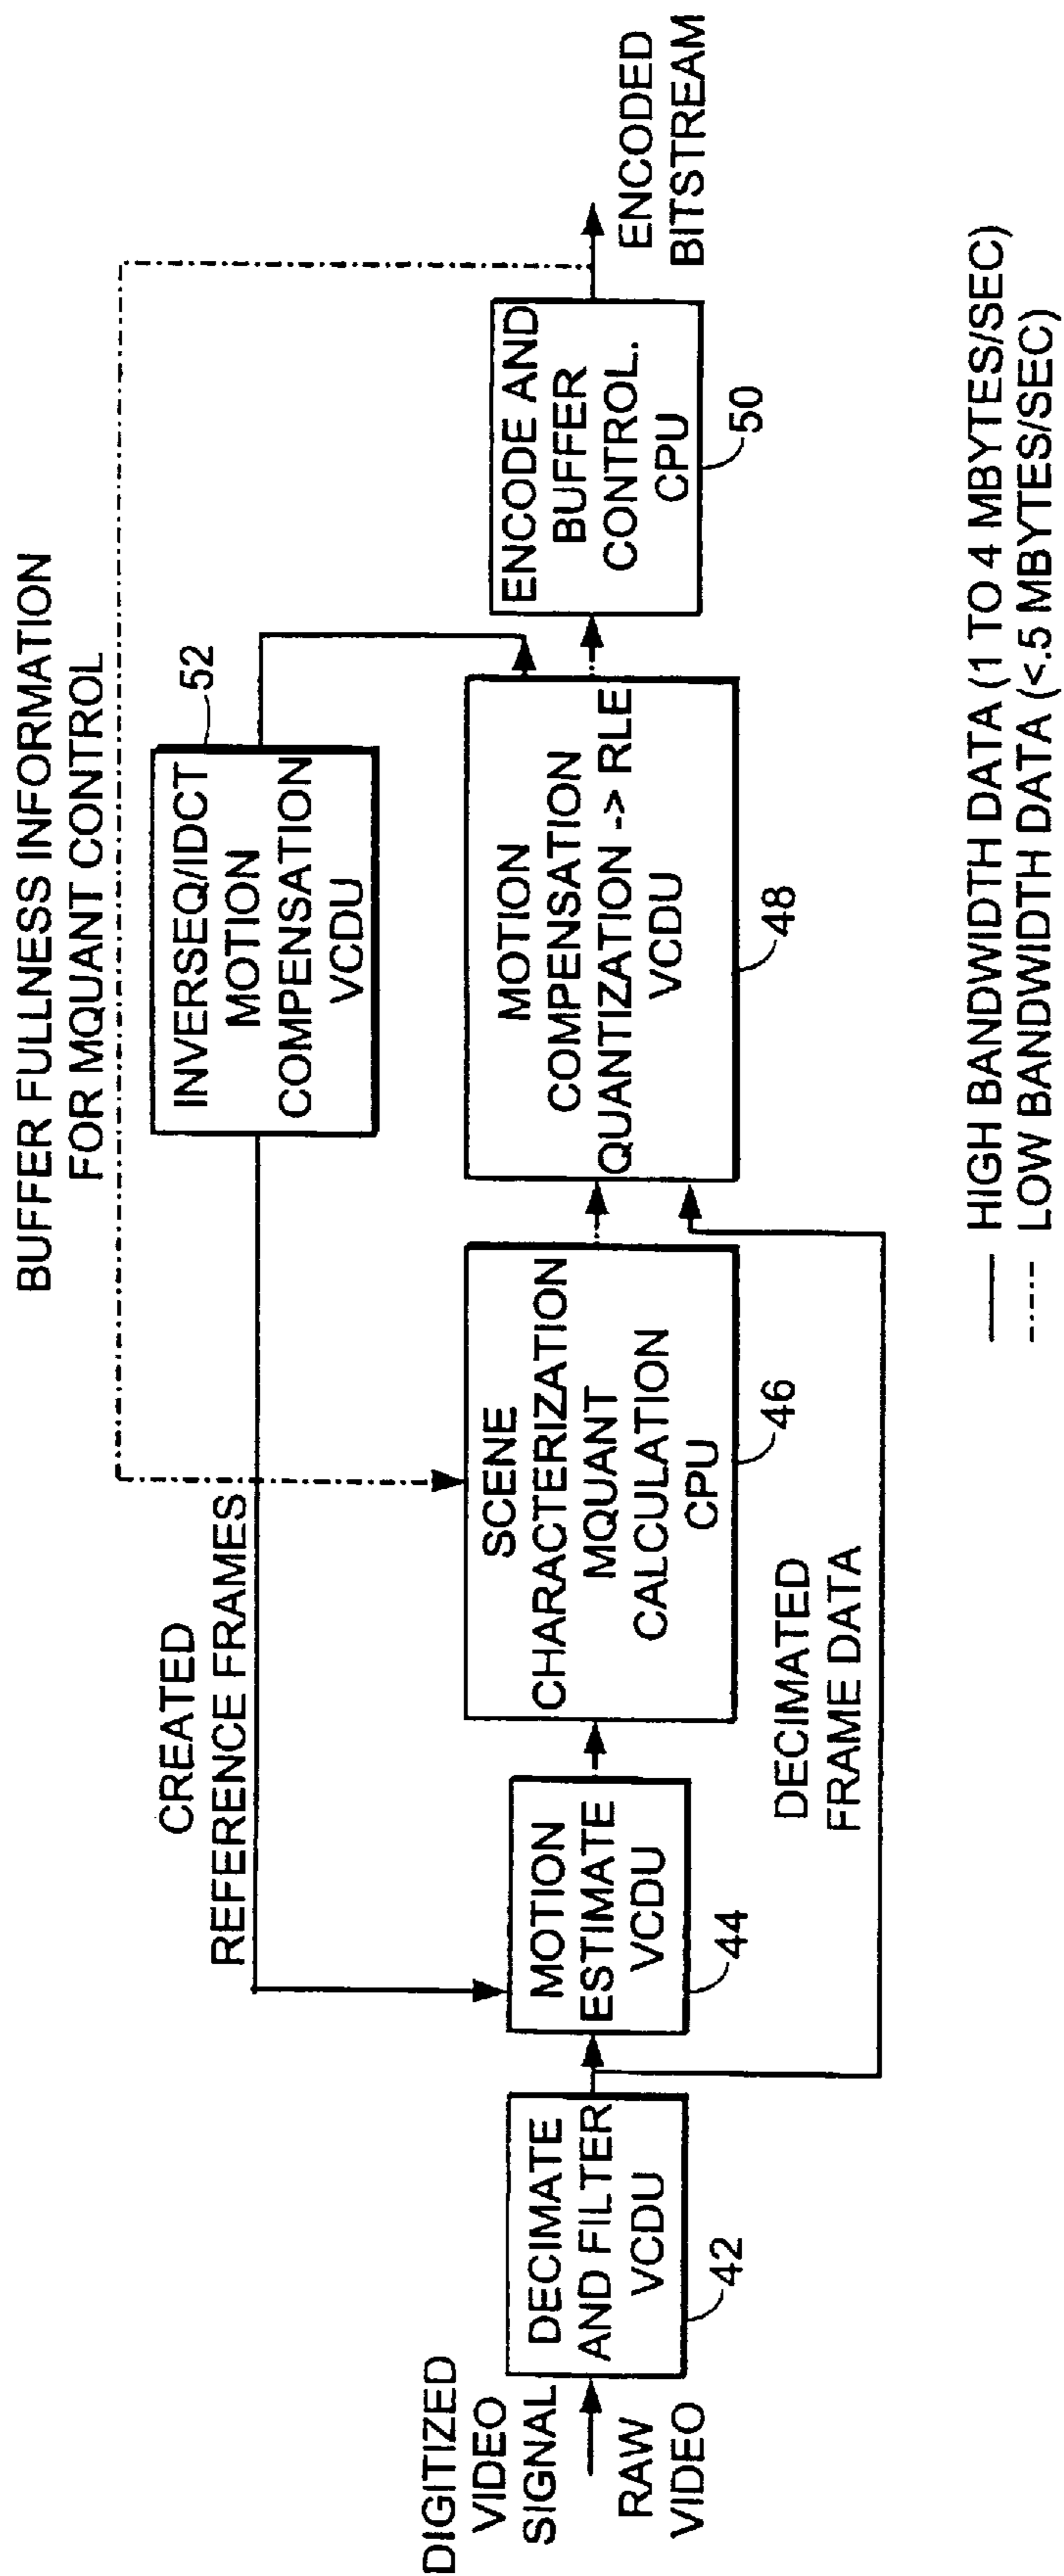 BUFFER FULLNESS INFORMATION
FOR MQUANT CONTROL
CREATED
REFERENCE FRAMES
52
INVERSEQ/IDCT
MOTION
COMPENSATION
VCDU
DIGITIZED
VIDEO
SIGNAL
RAW
VIDEO
DECIMATE
AND FILTER
VCDU
42
MOTION
ESTIMATE
VCDU
44
SCENE
CHARACTERIZATION
MQUANT
CALCULATION
CPU
46
MOTION
COMPENSATION
QUANTIZATION -> RLE
VCDU
48
ENCODE AND
BUFFER
CONTROL.
CPU
50
ENCODED
BITSTREAM
DECIMATED
FRAME DATA
HIGH BANDWIDTH DATA (1 TO 4 MBYTES/SEC)
LOW BANDWIDTH DATA (<.5 MBYTES/SEC)